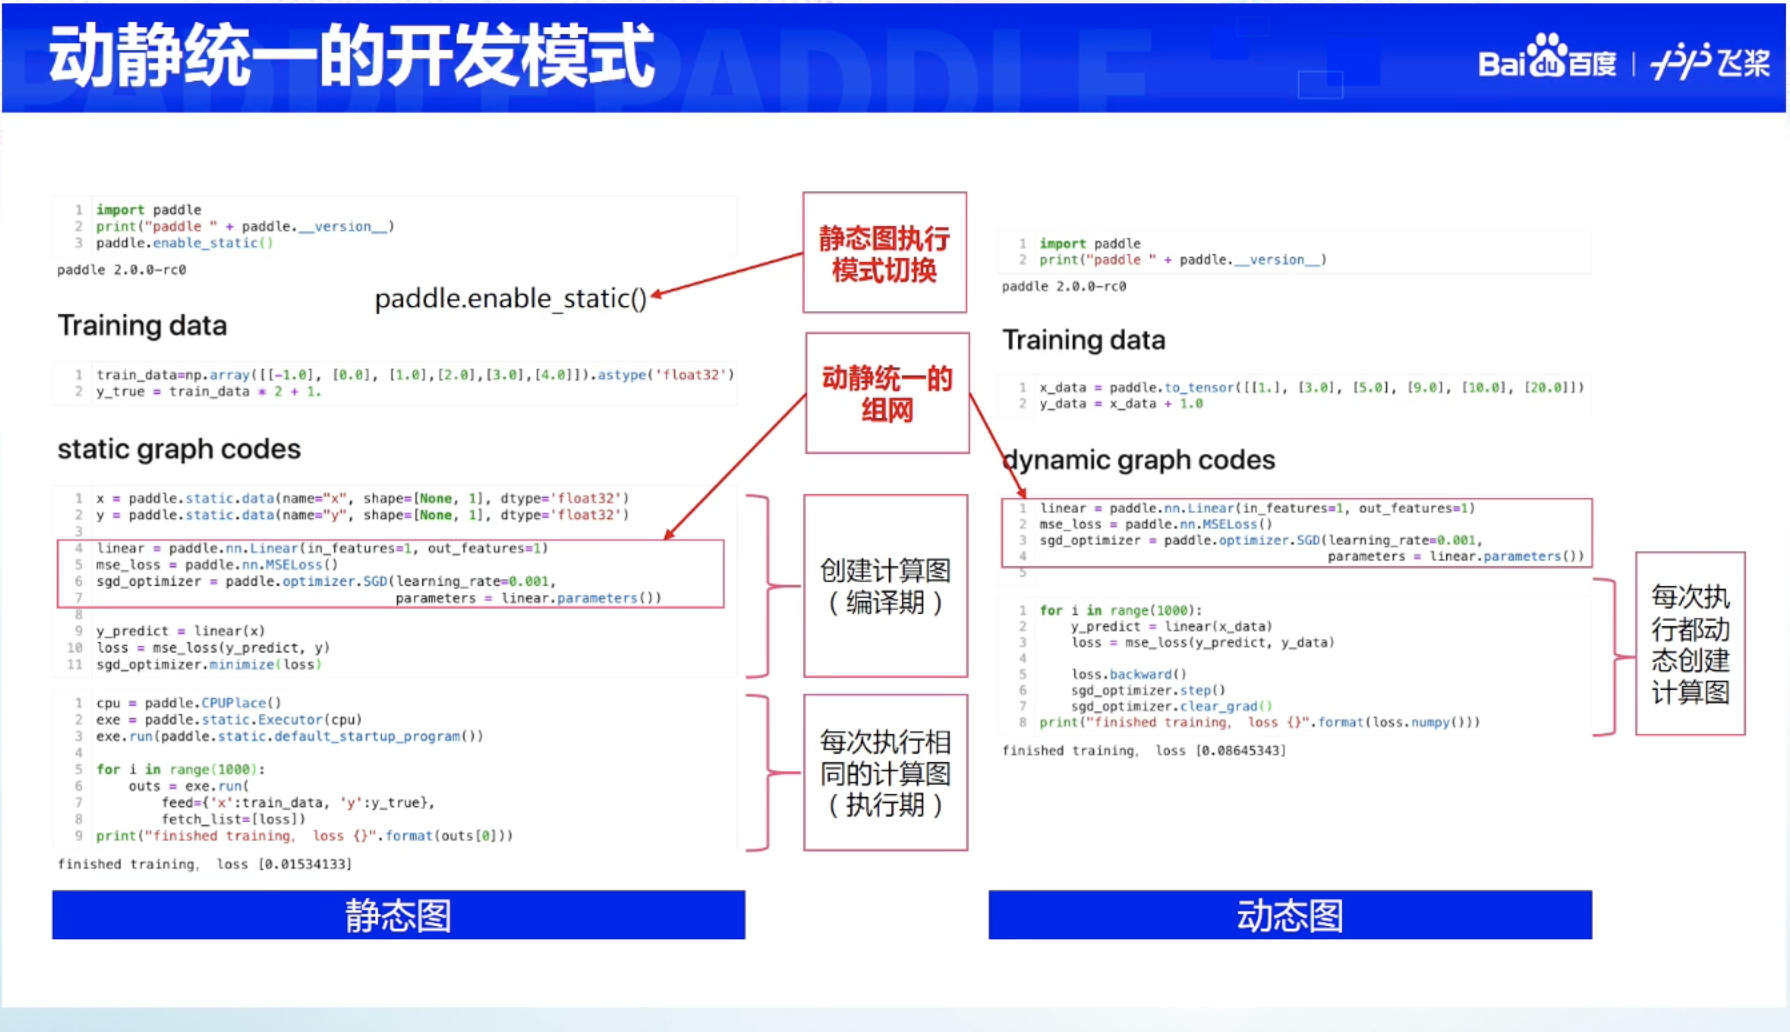 动静统一的开发模式
Bai du 百度 | 飞桨
1 import paddle
2 print("paddle " + paddle.__version__)
3 paddle.enable_static()
paddle 2.0.0-rc0
paddle.enable_static()
Training data
1 train_data=np.array([[-1.0], [0.0], [1.0],[2.0],[3.0],[4.0]]).astype('float32')
2 y_true = train_data * 2 + 1.
static graph codes
1 x = paddle.static.data(name="x", shape=[None, 1], dtype='float32')
2 y = paddle.static.data(name="y", shape=[None, 1], dtype='float32')
3
4 linear = paddle.nn.Linear(in_features=1, out_features=1)
5 mse_loss = paddle.nn.MSELoss()
6 sgd_optimizer = paddle.optimizer.SGD(learning_rate=0.001,
7 parameters = linear.parameters())
8
9 y_predict = linear(x)
10 loss = mse_loss(y_predict, y)
11 sgd_optimizer.minimize(loss)
1 cpu = paddle.CPUPlace()
2 exe = paddle.static.Executor(cpu)
3 exe.run(paddle.static.default_startup_program())
4
5 for i in range(1000):
6 outs = exe.run(
7 feed={'x':train_data, 'y':y_true},
8 fetch_list=[loss])
9 print("finished training, loss {}".format(outs[0]))
finished training, loss [0.01534133]
静态图
静态图执行
模式切换
动静统一的
组网
创建计算图
（编译期）
每次执行相
同的计算图
（执行期）
1 import paddle
2 print("paddle " + paddle.__version__)
paddle 2.0.0-rc0
Training data
1 x_data = paddle.to_tensor([[1.], [3.0], [5.0], [9.0], [10.0], [20.0]])
2 y_data = x_data + 1.0
dynamic graph codes
1 linear = paddle.nn.Linear(in_features=1, out_features=1)
2 mse_loss = paddle.nn.MSELoss()
3 sgd_optimizer = paddle.optimizer.SGD(learning_rate=0.001,
4 parameters = linear.parameters())
5
1 for i in range(1000):
2 y_predict = linear(x_data)
3 loss = mse_loss(y_predict, y_data)
4
5 loss.backward()
6 sgd_optimizer.step()
7 sgd_optimizer.clear_grad()
8 print("finished training, loss {}".format(loss.numpy()))
finished training, loss [0.08645343]
动态图
每次执
行都动
态创建
计算图